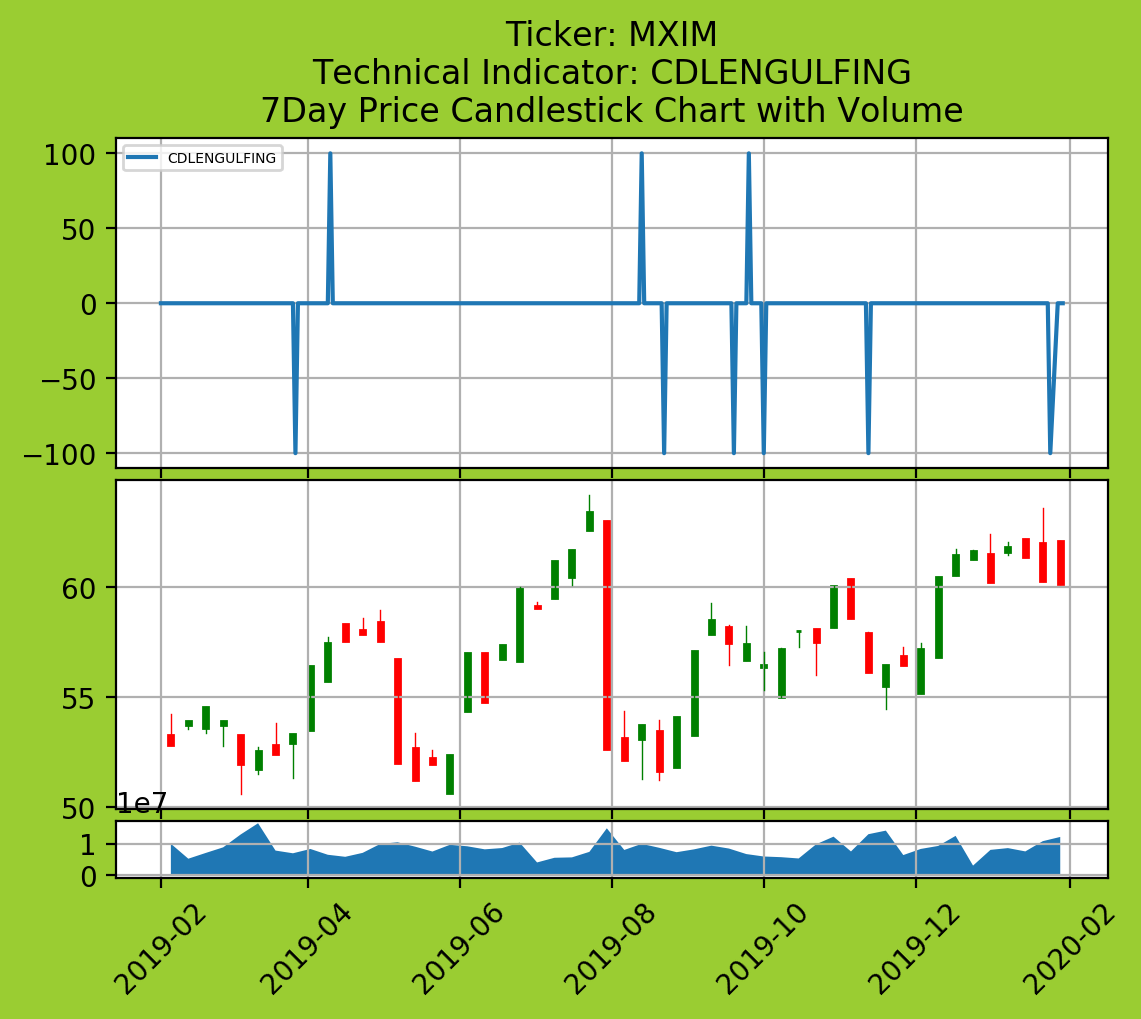 Ticker: MXIM
Technical Indicator: CDLENGULFING
7Day Price Candlestick Chart with Volume
CDLENGULFING
100
50
0
−50
−100
60
55
50
1e7
1
0
2019-02 2019-04 2019-06 2019-08 2019-10 2019-12 2020-02